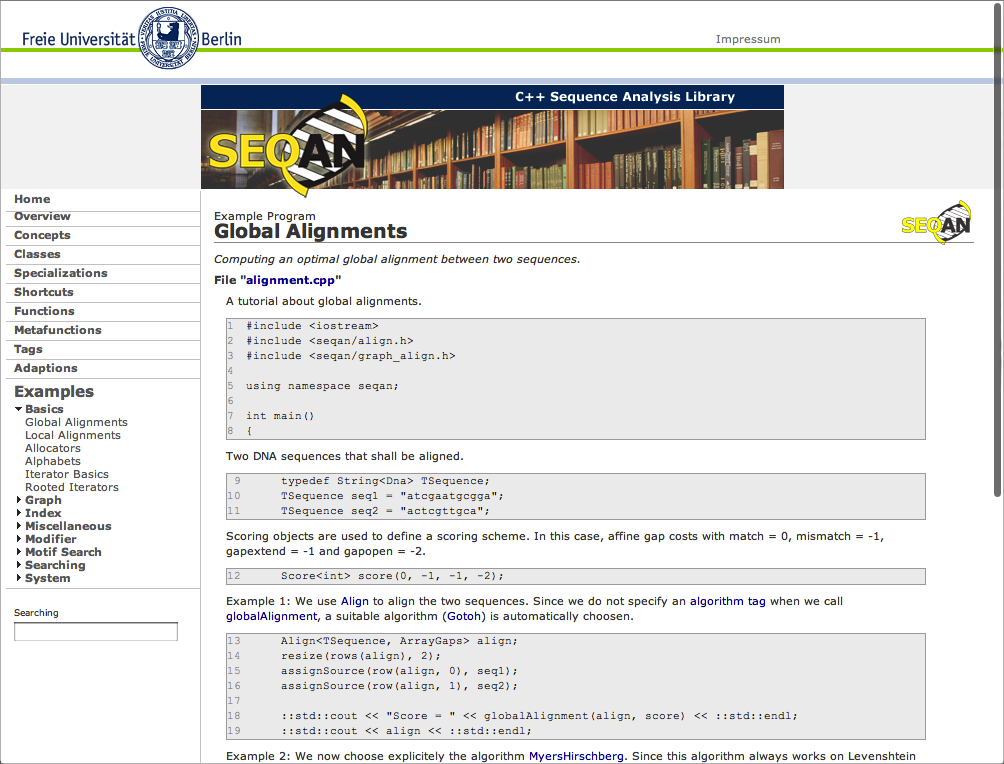 Freie Universität Berlin
Impressum
C++ Sequence Analysis Library
SEQAN
Home
Overview
Concepts
Classes
Specializations
Shortcuts
Functions
Metafunctions
Tags
Adaptions
Examples
Basics
Global Alignments
Local Alignments
Allocators
Alphabets
Iterator Basics
Rooted Iterators
Graph
Index
Miscellaneous
Modifier
Motif Search
Searching
System
Searching
Example Program
Global Alignments
SEQAN
Computing an optimal global alignment between two sequences.
File "alignment.cpp"
A tutorial about global alignments.
1 #include <iostream>
2 #include <seqan/align.h>
3 #include <seqan/graph_align.h>
4
5 using namespace seqan;
6
7 int main()
8 {
Two DNA sequences that shall be aligned.
9 typedef String<Dna> TSequence;
10 TSequence seq1 = "atcgaatgcgga";
11 TSequence seq2 = "actcgttgca";
Scoring objects are used to define a scoring scheme. In this case, affine gap costs with match = 0, mismatch = -1,
gapextend = -1 and gapopen = -2.
12 Score<int> score(0, -1, -1, -2);
Example 1: We use Align to align the two sequences. Since we do not specify an algorithm tag when we call
globalAlignment, a suitable algorithm (Gotoh) is automatically choosen.
13 Align<TSequence, ArrayGaps> align;
14 resize(rows(align), 2);
15 assignSource(row(align, 0), seq1);
16 assignSource(row(align, 1), seq2);
17
18 ::std::cout << "Score = " << globalAlignment(align, score) << ::std::endl;
19 ::std::cout << align << ::std::endl;
Example 2: We now choose explicitely the algorithm MyersHirschberg. Since this algorithm always works on Levenshtein